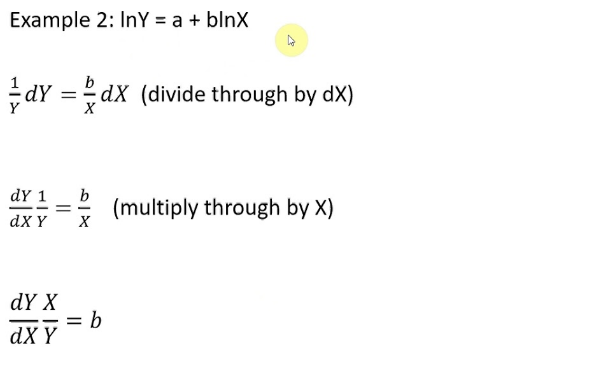 Example 2: lnY = a + blnX
1/Y dY = b/X dX (divide through by dX)
dY/dX 1/Y = b/X (multiply through by X)
dY/dX X/Y = b